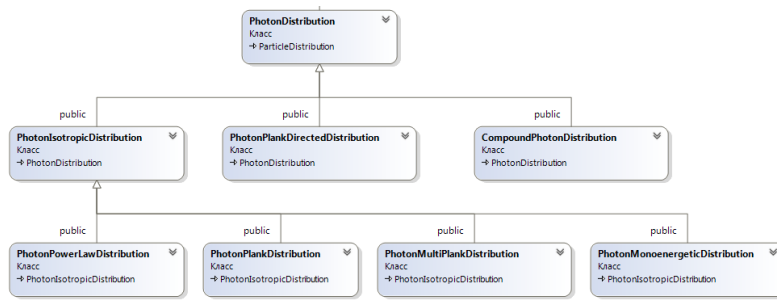 PhotonDistribution
Класс
ParticleDistribution
public
public
public
PhotonIsotropicDistribution
Класс
PhotonDistribution
PhotonPlankDirectedDistribution
Класс
PhotonDistribution
CompoundPhotonDistribution
Класс
PhotonDistribution
public
public
public
public
PhotonPowerLawDistribution
Класс
PhotonIsotropicDistribution
PhotonPlankDistribution
Класс
PhotonIsotropicDistribution
PhotonMultiPlankDistribution
Класс
PhotonIsotropicDistribution
PhotonMonoenergeticDistribution
Класс
PhotonIsotropicDistribution